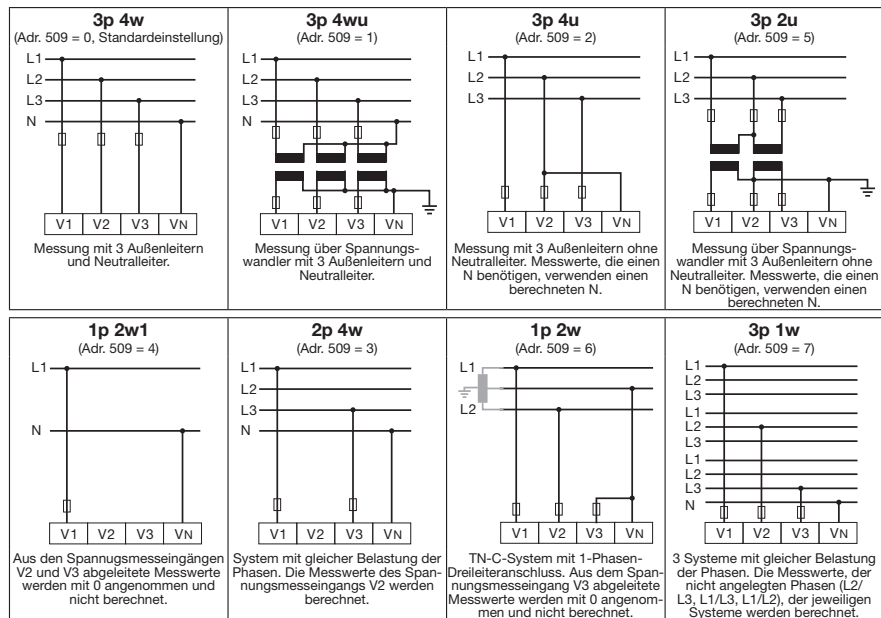 3p 4w
(Adr. 509 = 0, Standardeinstellung)
L1
L2
L3
N
V1 V2 V3 VN
Messung mit 3 Außenleitern
und Neutralleiter.
3p 4wu
(Adr. 509 = 1)
L1
L2
L3
N
V1 V2 V3 VN
Messung über Spannungs-
wandler mit 3 Außenleitern und
Neutralleiter.
3p 4u
(Adr. 509 = 2)
L1
L2
L3
V1 V2 V3 VN
Messung mit 3 Außenleitern ohne
Neutralleiter. Messwerte, die einen
N benötigen, verwenden einen
berechneten N.
3p 2u
(Adr. 509 = 5)
L1
L2
L3
V1 V2 V3 VN
Messung über Spannungs-
wandler mit 3 Außenleitern ohne
Neutralleiter. Messwerte, die einen
N benötigen, verwenden einen
berechneten N.
1p 2w1
(Adr. 509 = 4)
L1
N
V1 V2 V3 VN
Aus den Spannugsmesseingängen
V2 und V3 abgeleitete Messwerte
werden mit 0 angenommen und
nicht berechnet.
2p 4w
(Adr. 509 = 3)
L1
L2
L3
N
V1 V2 V3 VN
System mit gleicher Belastung der
Phasen. Die Messwerte des Span-
nungsmesseingangs V2 werden
berechnet.
1p 2w
(Adr. 509 = 6)
L1
L2
V1 V2 V3 VN
TN-C-System mit 1-Phasen-
Dreileiteranschluss. Aus dem Span-
nungsmesseingang V3 abgeleitete
Messwerte werden mit 0 angenom-
men und nicht berechnet.
3p 1w
(Adr. 509 = 7)
L1
L2
L3
L1
L2
L3
L1
L2
L3
N
V1 V2 V3 VN
3 Systeme mit gleicher Belastung
der Phasen. Die Messwerte, der
nicht angelegten Phasen (L2/
L3, L1/L3, L1/L2), der jeweiligen
Systeme werden berechnet.